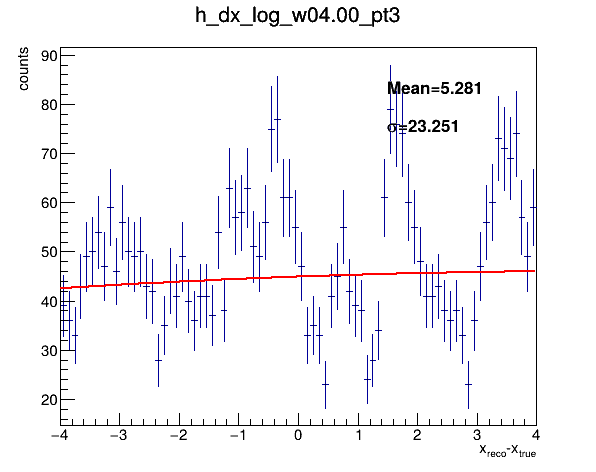 h_dx_log_w04.00_pt3
counts
90
80
70
60
50
40
30
20
Mean=5.281
σ=23.251
−4 −3 −2 −1 0 1 2 3 4
x_reco-x_true